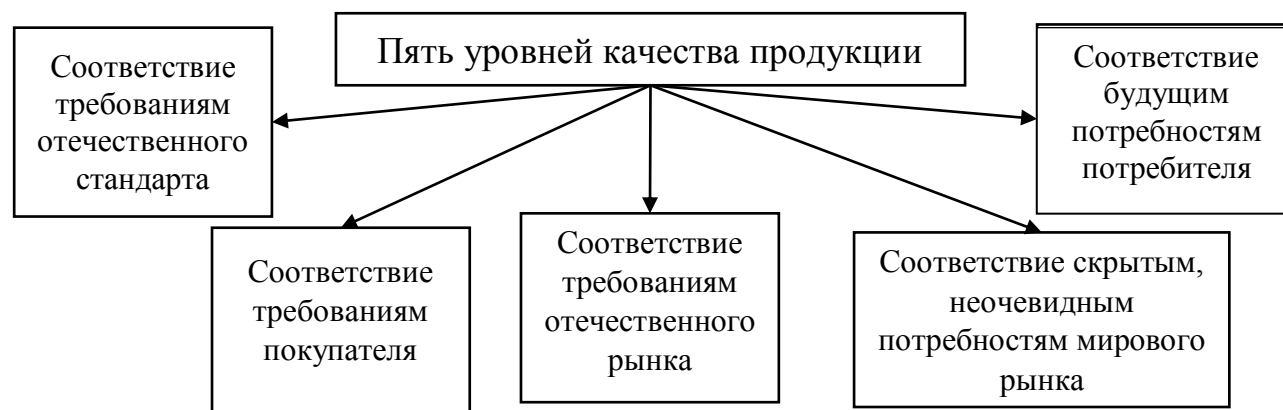 Пять уровней качества продукции
Соответствие
требованиям
отечественного
стандарта
Соответствие
требованиям
покупателя
Соответствие
требованиям
отечественного
рынка
Соответствие скрытым,
неочевидным
потребностям мирового
рынка
Соответствие
будущим
потребностям
потребителя